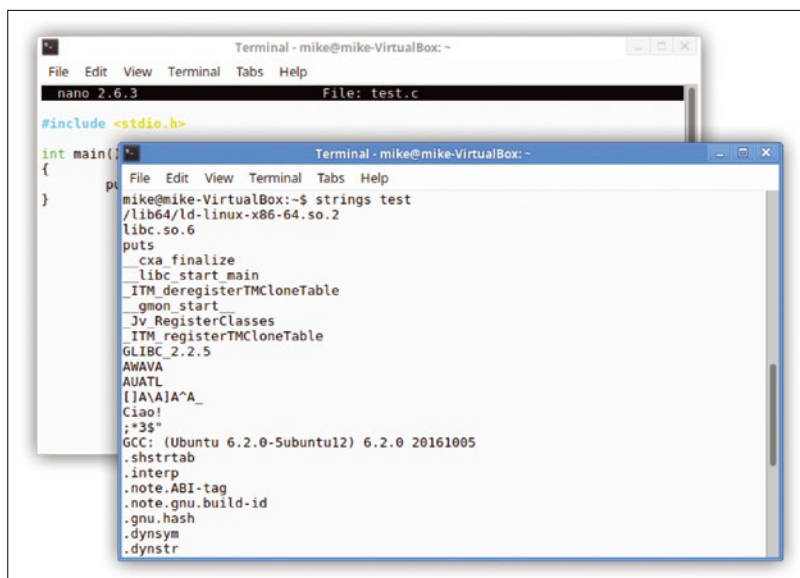 Terminal - mike@mike-VirtualBox: ~
File Edit View Terminal Tabs Help
nano 2.6.3 File: test.c
#include <stdio.h>
int main()
{
}
Terminal - mike@mike-VirtualBox: ~
File Edit View Terminal Tabs Help
mike@mike-VirtualBox:~$ strings test
/lib64/ld-linux-x86-64.so.2
libc.so.6
puts
__cxa_finalize
__libc_start_main
_ITM_deregisterTMCloneTable
__gmon_start__
_Jv_RegisterClasses
_ITM_registerTMCloneTable
GLIBC_2.2.5
AWAVA
AUATL
[]A\A]A^A_
Ciao!
;*3$"
GCC: (Ubuntu 6.2.0-5ubuntu12) 6.2.0 20161005
.shstrtab
.interp
.note.ABI-tag
.note.gnu.build-id
.gnu.hash
.dynsym
.dynstr